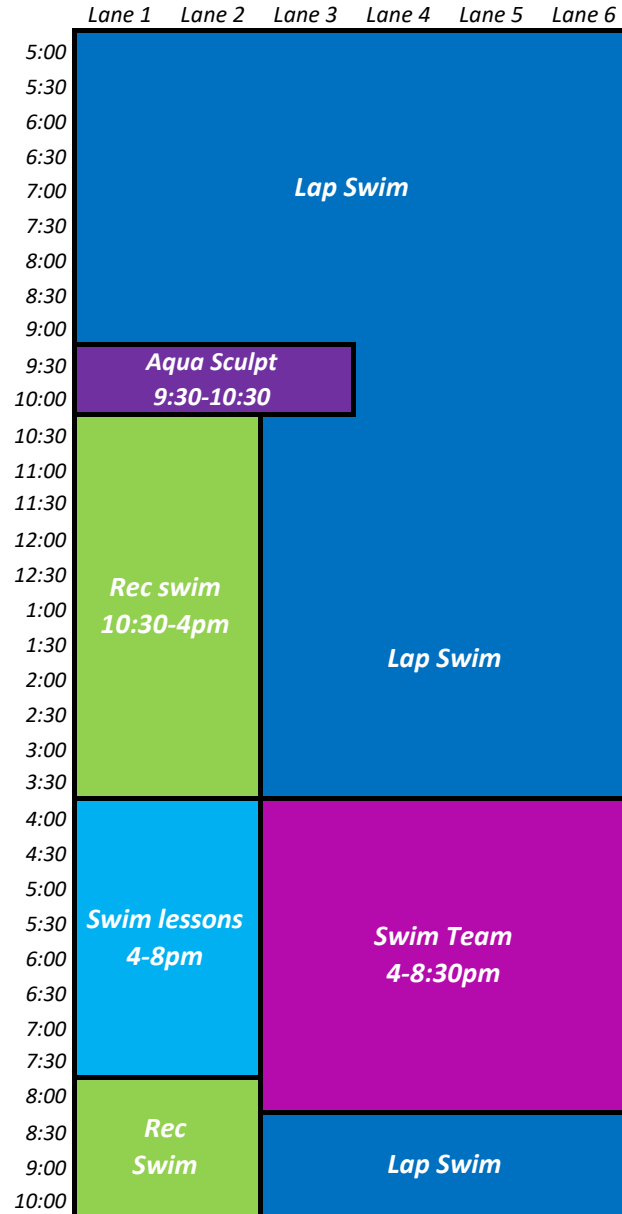 Lane 1 Lane 2 Lane 3 Lane 4 Lane 5 Lane 6
5:00
5:30
6:00
6:30
7:00
Lap Swim
7:30
8:00
8:30
9:00
9:30
Aqua Sculpt
9:30-10:30
10:00
10:30
11:00
11:30
12:00
12:30
Rec swim
10:30-4pm
1:00
1:30
Lap Swim
2:00
2:30
3:00
3:30
4:00
4:30
5:00
5:30
Swim lessons
4-8pm
Swim Team
4-8:30pm
6:00
6:30
7:00
7:30
8:00
8:30
Rec
Swim
Lap Swim
9:00
10:00